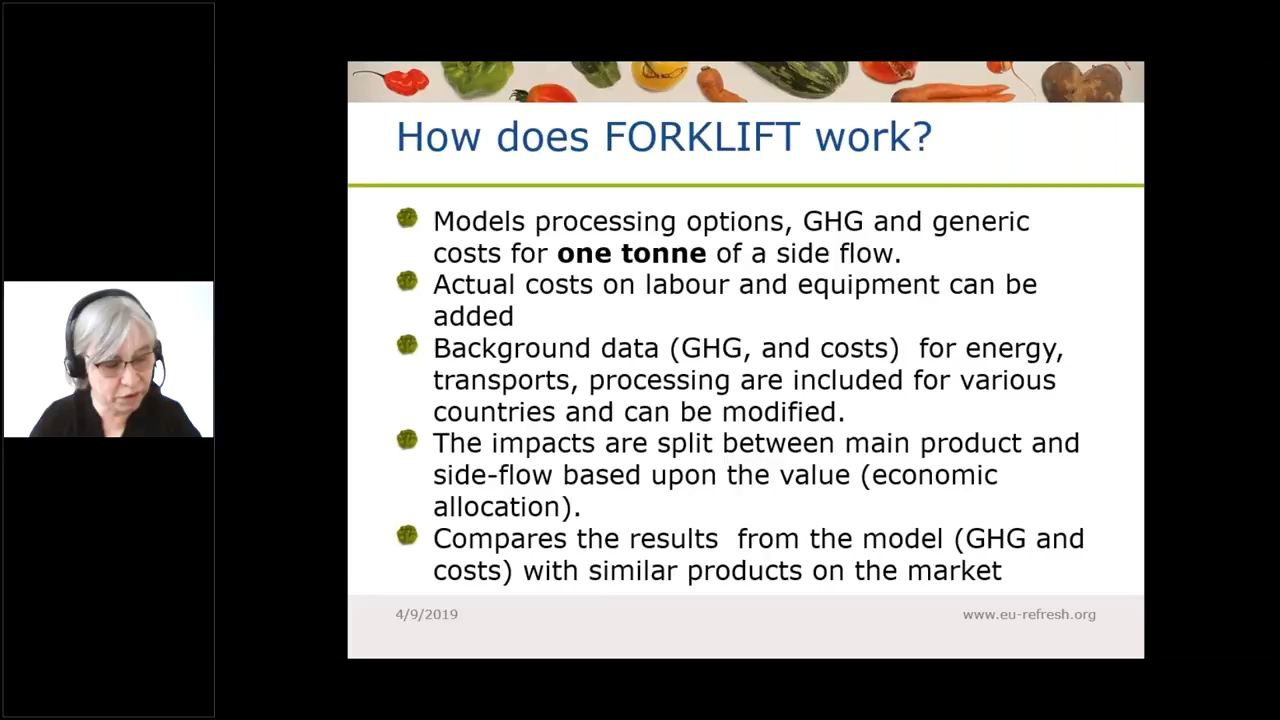 How does FORKLIFT work?
Models processing options, GHG and generic
costs for one tonne of a side flow.
Actual costs on labour and equipment can be
added
Background data (GHG, and costs)  for energy,
transports, processing are included for various
countries and can be modified.
The impacts are split between main product and
side-flow based upon the value (economic
allocation).
Compares the results  from the model (GHG and
costs) with similar products on the market
4/9/2019
www.eu-refresh.org